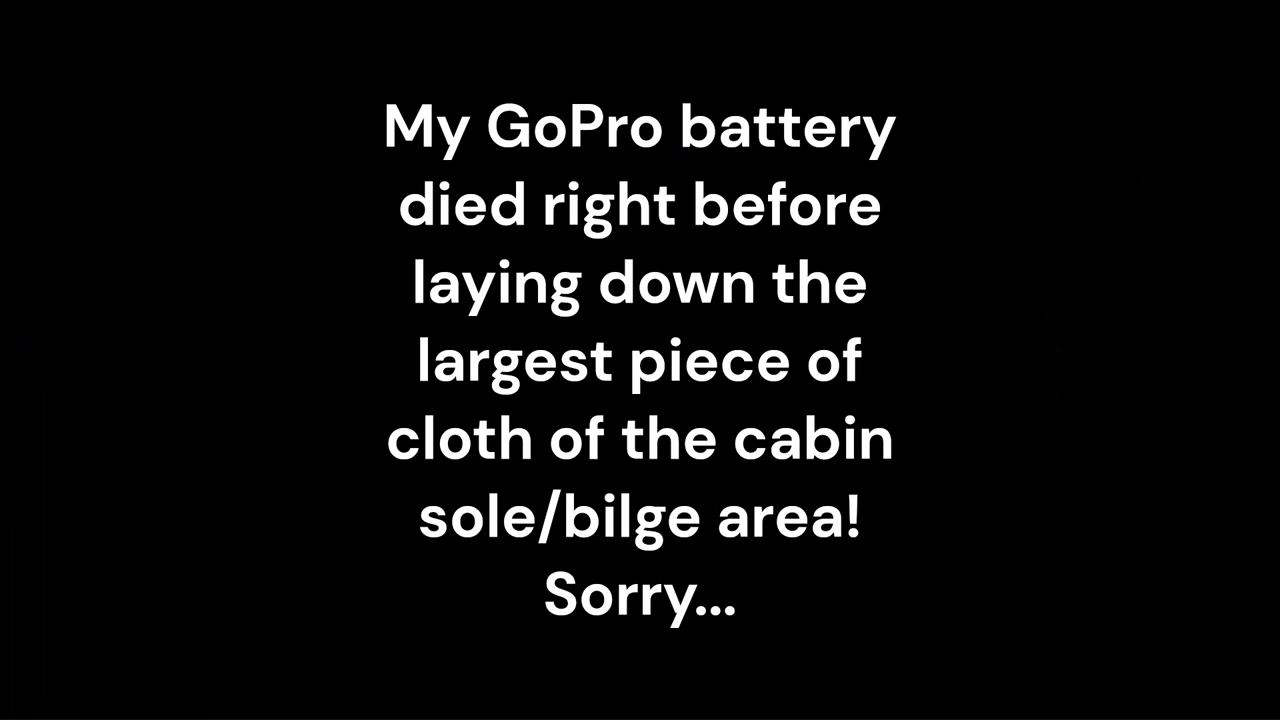 My GoPro battery
died right before
laying down the
largest piece of
cloth of the cabin
sole/bilge area!
Sorry...